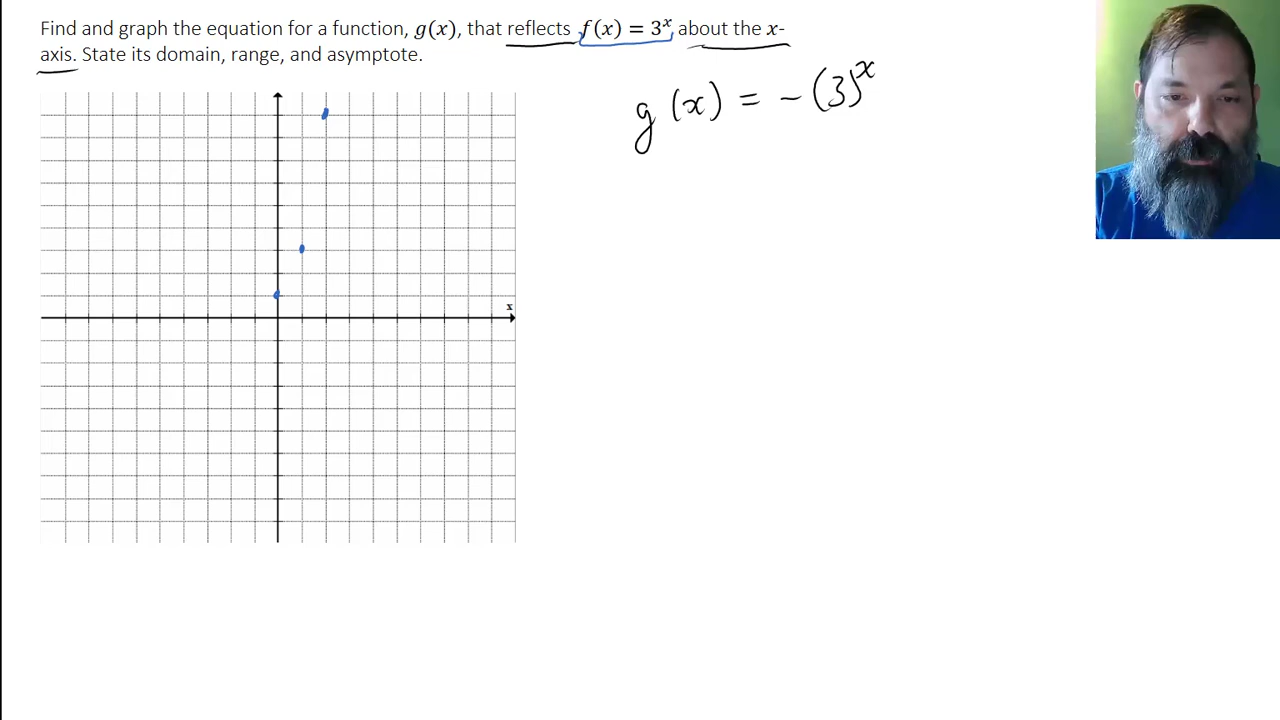 Find and graph the equation for a function, g(x), that reflects f(x) = 3ˣ about the x-
axis. State its domain, range, and asymptote.
g(x) = -(3)ˣ
x